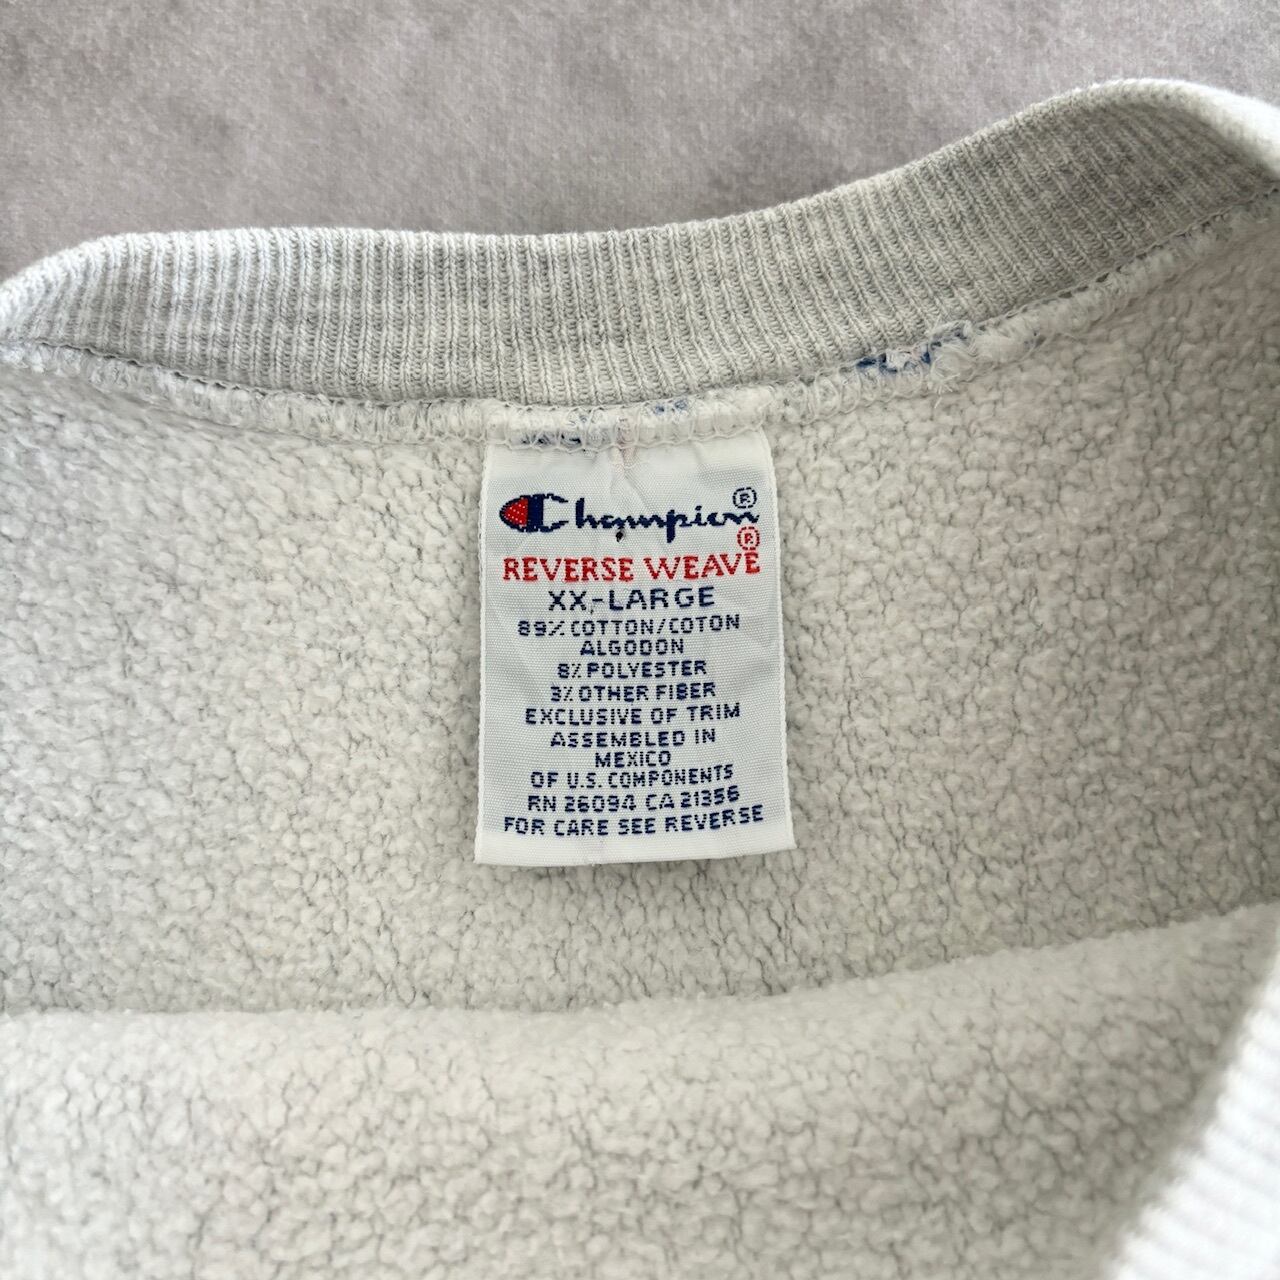 Champion®
REVERSE WEAVE®
XX-LARGE
89% COTTON/COTON
ALGODON
8% POLYESTER
3% OTHER FIBER
EXCLUSIVE OF TRIM
ASSEMBLED IN
MEXICO
OF U.S. COMPONENTS
RN 26094 CA 21356
FOR CARE SEE REVERSE